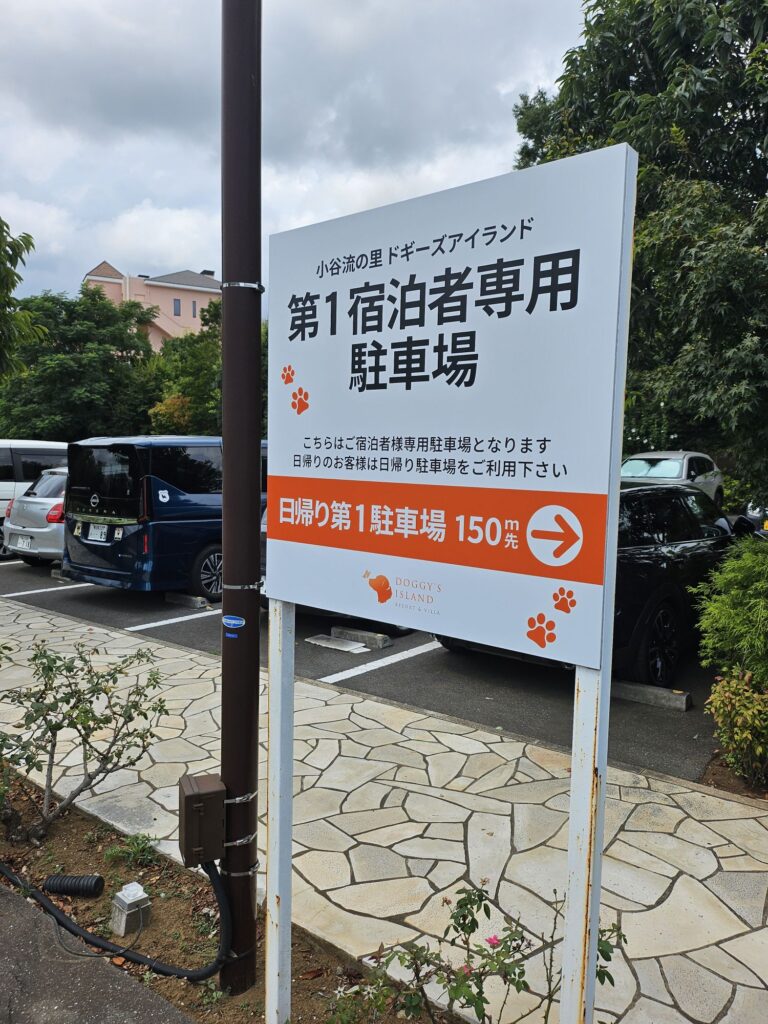 小谷流の里 ドギーズアイランド
第1宿泊者専用
駐車場
こちらはご宿泊者様専用駐車場となります
日帰りのお客様は日帰り駐車場をご利用下さい
日帰り第1駐車場 150m先
DOGGY'S
ISLAND
RESORT & VILLA